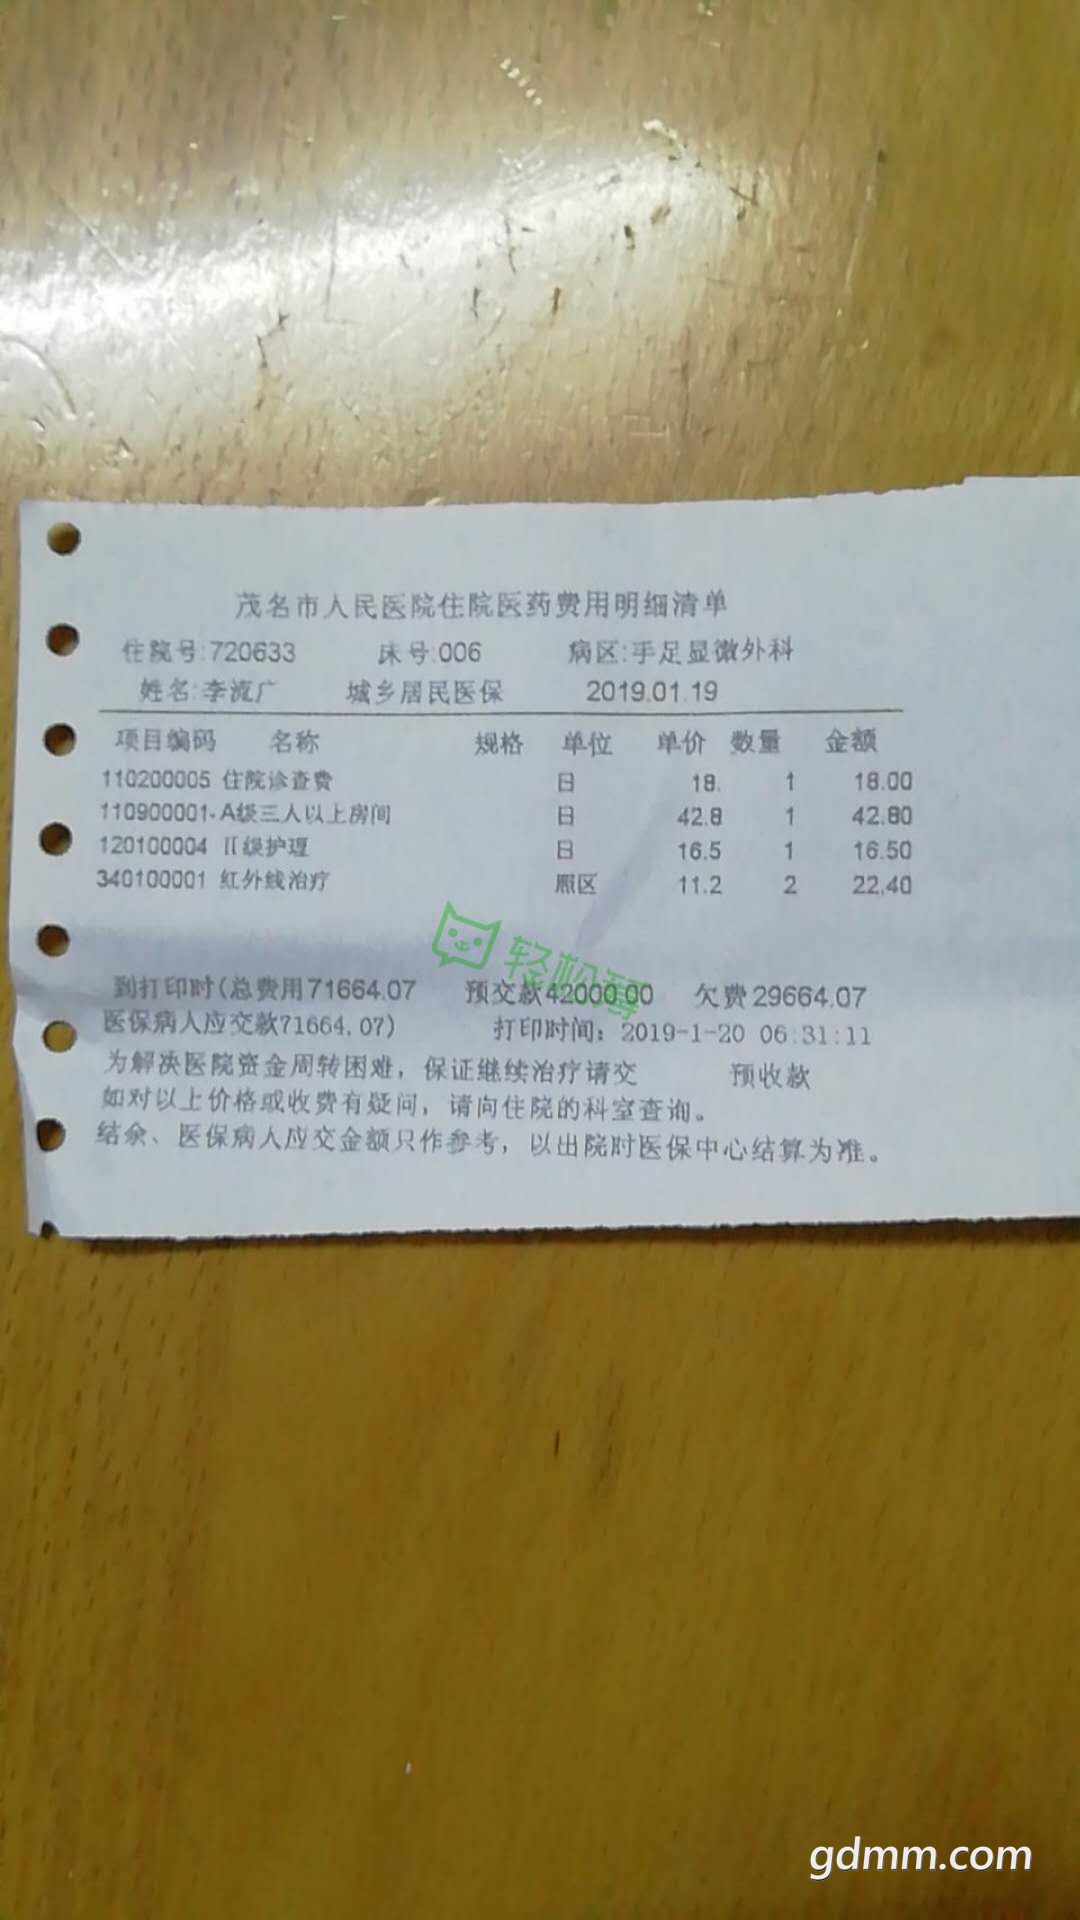 茂名市人民医院住院医药费用明细清单
住院号:720633 床号:006 病区:手足显微外科
姓名:李流广 城乡居民医保 2019.01.19
项目编码 名称 规格 单位 单价 数量 金额
110200005 住院诊查费 日 18. 1 18.00
110900001- A级三人以上房间 日 42.8 1 42.80
120100004 Ⅱ级护理 日 16.5 1 16.50
340100001 红外线治疗 照区 11.2 2 22.40
轻松筹
到打印时(总费用71664.07 预交款42000.00 欠费29664.07
医保病人应交款71664.07) 打印时间: 2019-1-20 06:31:11
为解决医院资金周转困难，保证继续治疗请交 预收款
如对以上价格或收费有疑问，请向住院的科室查询。
结余、医保病人应交金额只作参考，以出院时医保中心结算为准。
gdmm.com